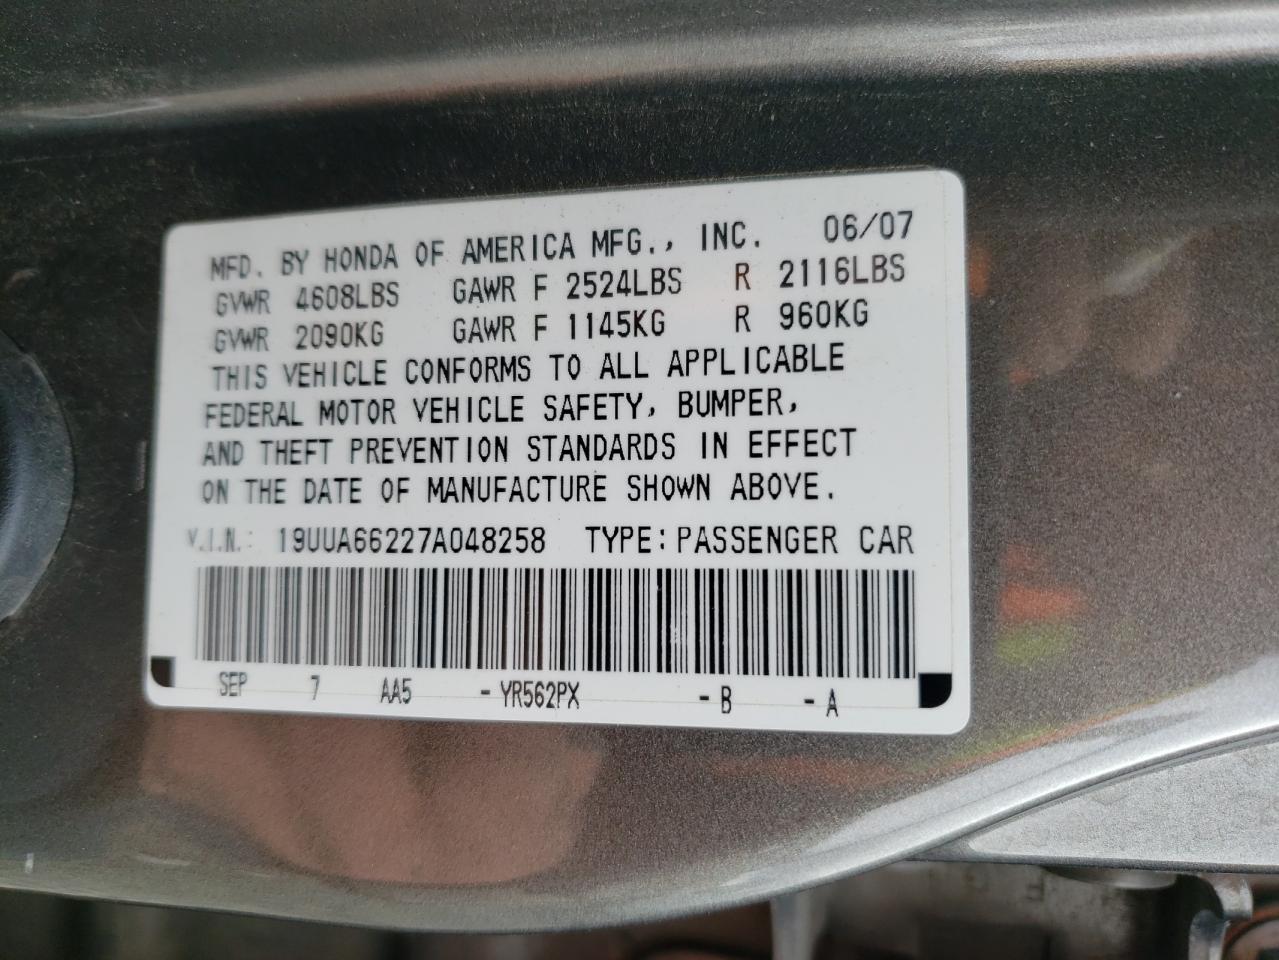 MFD. BY HONDA OF AMERICA MFG., INC. 06/07
GVWR 4608LBS GAWR F 2524LBS R 2116LBS
GVWR 2090KG GAWR F 1145KG R 960KG
THIS VEHICLE CONFORMS TO ALL APPLICABLE
FEDERAL MOTOR VEHICLE SAFETY, BUMPER,
AND THEFT PREVENTION STANDARDS IN EFFECT
ON THE DATE OF MANUFACTURE SHOWN ABOVE.
V.I.N.: 19UUA66227A048258 TYPE:PASSENGER CAR
SEP 7 AA5 -YR562PX -B -A